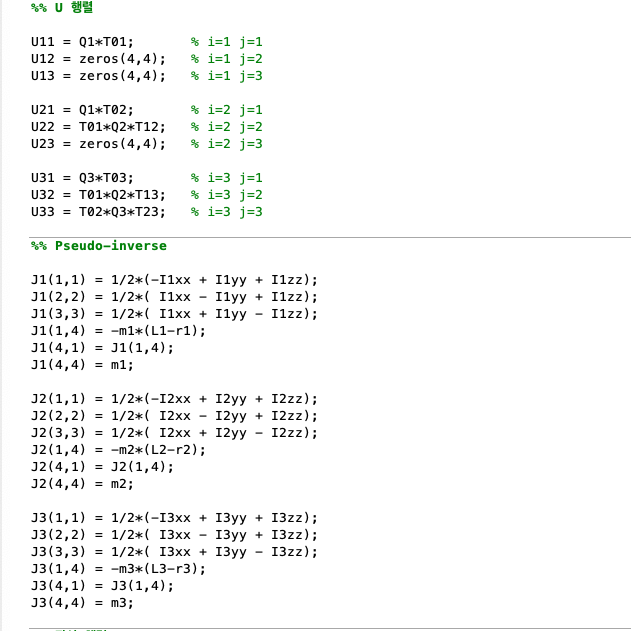 %% U 행렬
U11 = Q1*T01;       % i=1 j=1
U12 = zeros(4,4);   % i=1 j=2
U13 = zeros(4,4);   % i=1 j=3
U21 = Q1*T02;       % i=2 j=1
U22 = T01*Q2*T12;   % i=2 j=2
U23 = zeros(4,4);   % i=2 j=3
U31 = Q3*T03;       % i=3 j=1
U32 = T01*Q2*T13;   % i=3 j=2
U33 = T02*Q3*T23;   % i=3 j=3
%% Pseudo-inverse
J1(1,1) = 1/2*(-I1xx + I1yy + I1zz);
J1(2,2) = 1/2*( I1xx - I1yy + I1zz);
J1(3,3) = 1/2*( I1xx + I1yy - I1zz);
J1(1,4) = -m1*(L1-r1);
J1(4,1) = J1(1,4);
J1(4,4) = m1;
J2(1,1) = 1/2*(-I2xx + I2yy + I2zz);
J2(2,2) = 1/2*( I2xx - I2yy + I2zz);
J2(3,3) = 1/2*( I2xx + I2yy - I2zz);
J2(1,4) = -m2*(L2-r2);
J2(4,1) = J2(1,4);
J2(4,4) = m2;
J3(1,1) = 1/2*(-I3xx + I3yy + I3zz);
J3(2,2) = 1/2*( I3xx - I3yy + I3zz);
J3(3,3) = 1/2*( I3xx + I3yy - I3zz);
J3(1,4) = -m3*(L3-r3);
J3(4,1) = J3(1,4);
J3(4,4) = m3;